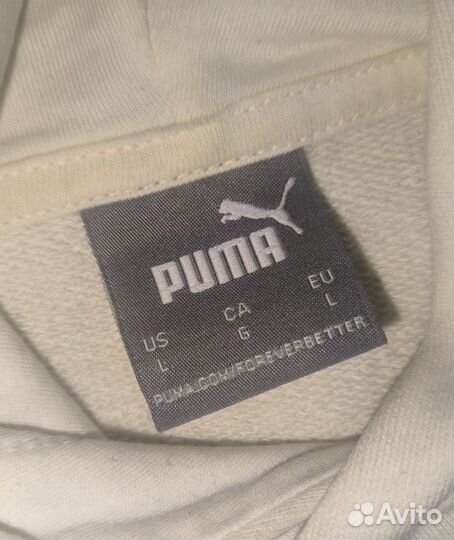 PUMA
US CA EU
L G L
PUMA.COM/FOREVERBETTER
Avito